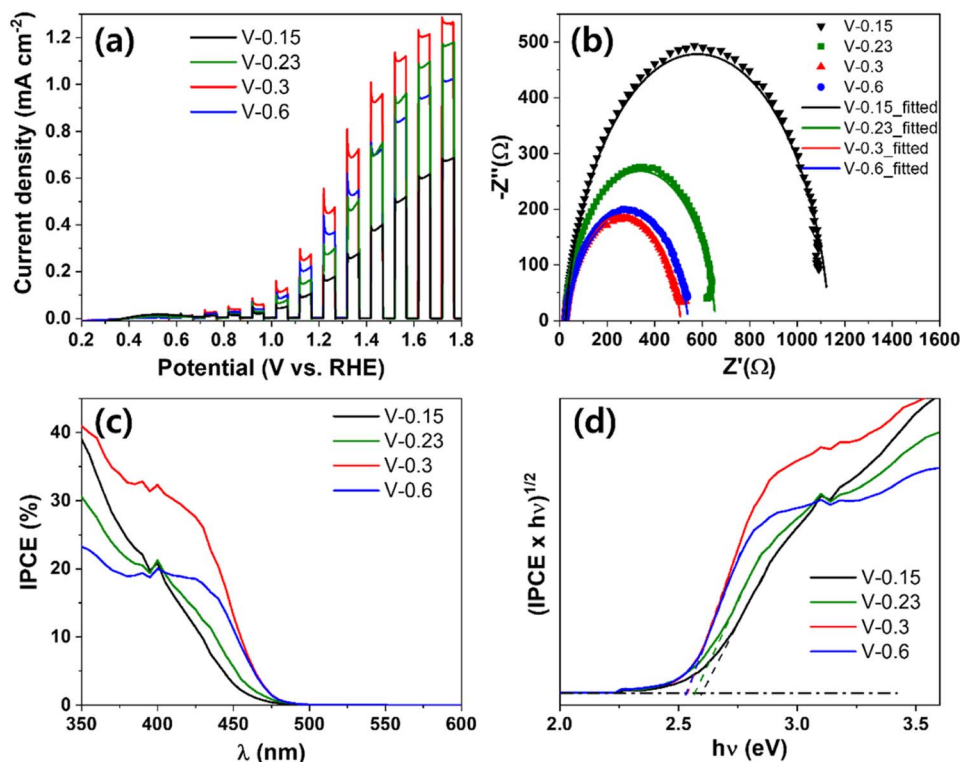 (a)
V-0.15
V-0.23
V-0.3
V-0.6
Current density (mA cm⁻²)
1.2
1.0
0.8
0.6
0.4
0.2
0.0
0.2 0.4 0.6 0.8 1.0 1.2 1.4 1.6 1.8
Potential (V vs. RHE)
(b)
V-0.15
V-0.23
V-0.3
V-0.6
V-0.15_fitted
V-0.23_fitted
V-0.3_fitted
V-0.6_fitted
-Z''(Ω)
500
400
300
200
100
0
0 200 400 600 800 1000 1200 1400 1600
Z'(Ω)
(c)
V-0.15
V-0.23
V-0.3
V-0.6
IPCE (%)
40
30
20
10
0
350 400 450 500 550 600
λ (nm)
(d)
(IPCE x hν)^1/2
V-0.15
V-0.23
V-0.3
V-0.6
2.0 2.5 3.0 3.5
hν (eV)